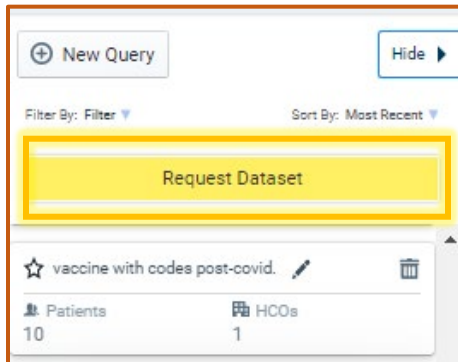 New Query
Hide
Filter By: Filter
Sort By: Most Recent
Request Dataset
vaccine with codes post-covid.
Patients
HCOs
10
1